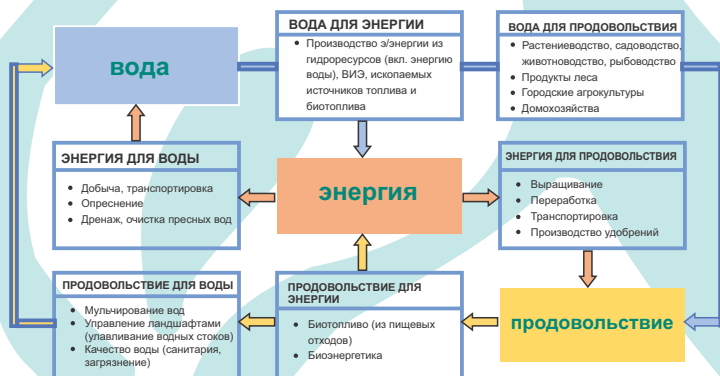 вода
ВОДА ДЛЯ ЭНЕРГИИ
• Производство э/энергии из
гидроресурсов (вкл. энергию
воды), ВИЭ, ископаемых
источников топлива и
биотоплива
ВОДА ДЛЯ ПРОДОВОЛЬСТВИЯ
• Растениеводство, садоводство,
животноводство, рыбоводство
• Продукты леса
• Городские агрокультуры
• Домохозяйства
ЭНЕРГИЯ ДЛЯ ВОДЫ
• Добыча, транспортировка
• Опреснение
• Дренаж, очистка пресных вод
энергия
ЭНЕРГИЯ ДЛЯ ПРОДОВОЛЬСТВИЯ
• Выращивание
• Переработка
• Транспортировка
• Производство удобрений
ПРОДОВОЛЬСТВИЕ ДЛЯ ВОДЫ
• Мульчирование вод
• Управление ландшафтами
(улавливание водных стоков)
• Качество воды (санитария,
загрязнение)
ПРОДОВОЛЬСТВИЕ ДЛЯ
ЭНЕРГИИ
• Биотопливо (из пищевых
отходов)
• Биоэнергетика
продовольствие